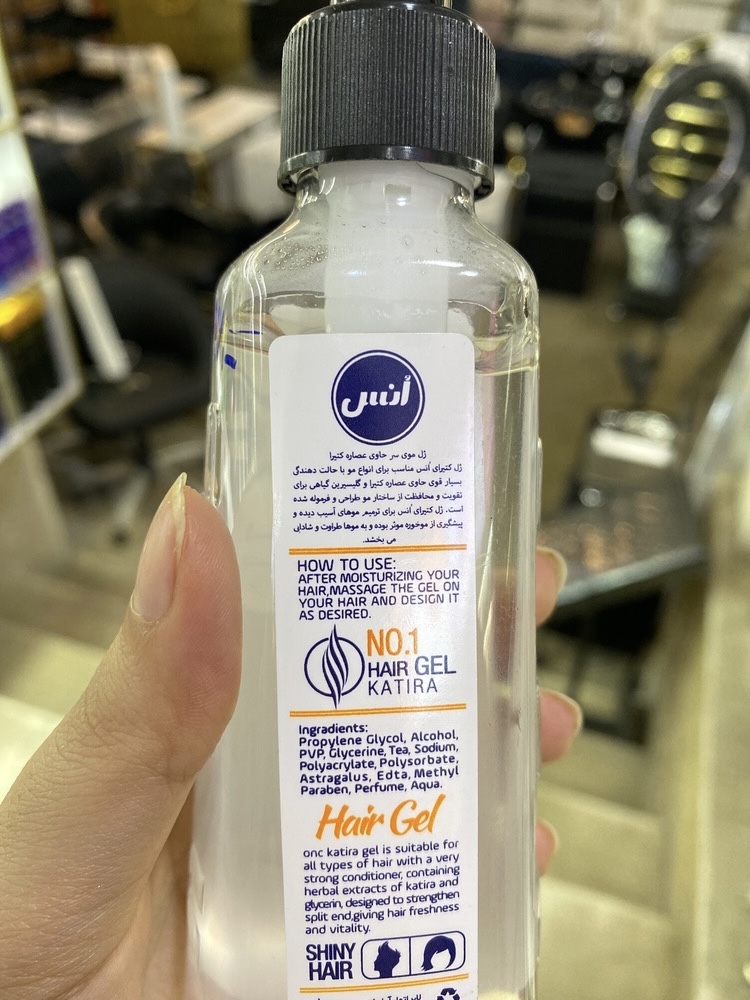 اُنس
ژل موی سر حاوی عصاره کتیرا
ژل کتیرای اُنس مناسب برای انواع مو با حالت دهندگی
بسیار قوی حاوی عصاره کتیرا و گلیسیرین گیاهی برای
تقویت و محافظت از ساختار مو طراحی و فرموله شده
است. ژل کتیرای اُنس برای ترمیم موهای آسیب دیده و
پیشگیری از موخوره موثر بوده و به موها طراوت و شادابی
می بخشد.
HOW TO USE:
AFTER MOISTURIZING YOUR
HAIR,MASSAGE THE GEL ON
YOUR HAIR AND DESIGN IT
AS DESIRED.
NO.1
HAIR GEL
KATIRA
Ingredients:
Propylene Glycol, Alcohol,
PVP, Glycerine, Tea, Sodium,
Polyacrylate, Polysorbate,
Astragalus, Edta, Methyl
Paraben, Perfume, Aqua.
Hair Gel
onc katira gel is suitable for
all types of hair with a very
strong conditioner, containing
herbal extracts of katira and
glycerin, designed to strengthen
split end,giving hair freshness
and vitality.
SHINY
HAIR